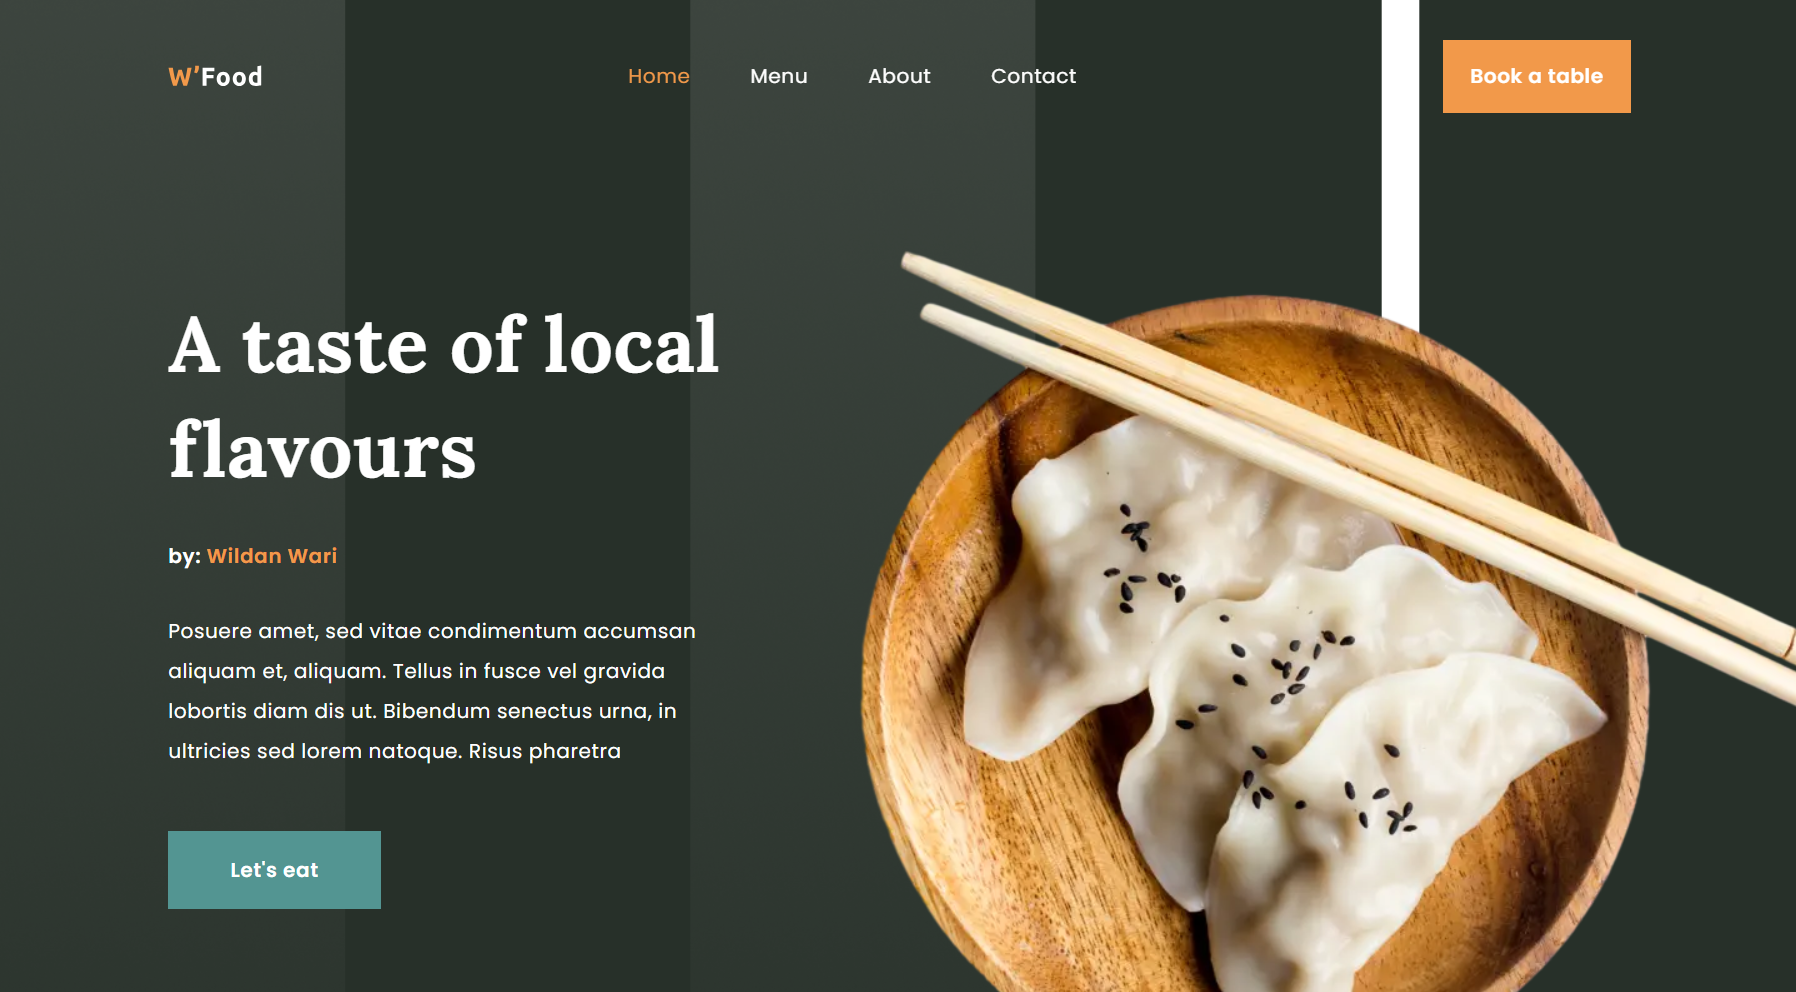 W'Food
Home Menu About Contact
Book a table
A taste of local
flavours
by: Wildan Wari
Posuere amet, sed vitae condimentum accumsan
aliquam et, aliquam. Tellus in fusce vel gravida
lobortis diam dis ut. Bibendum senectus urna, in
ultricies sed lorem natoque. Risus pharetra
Let's eat